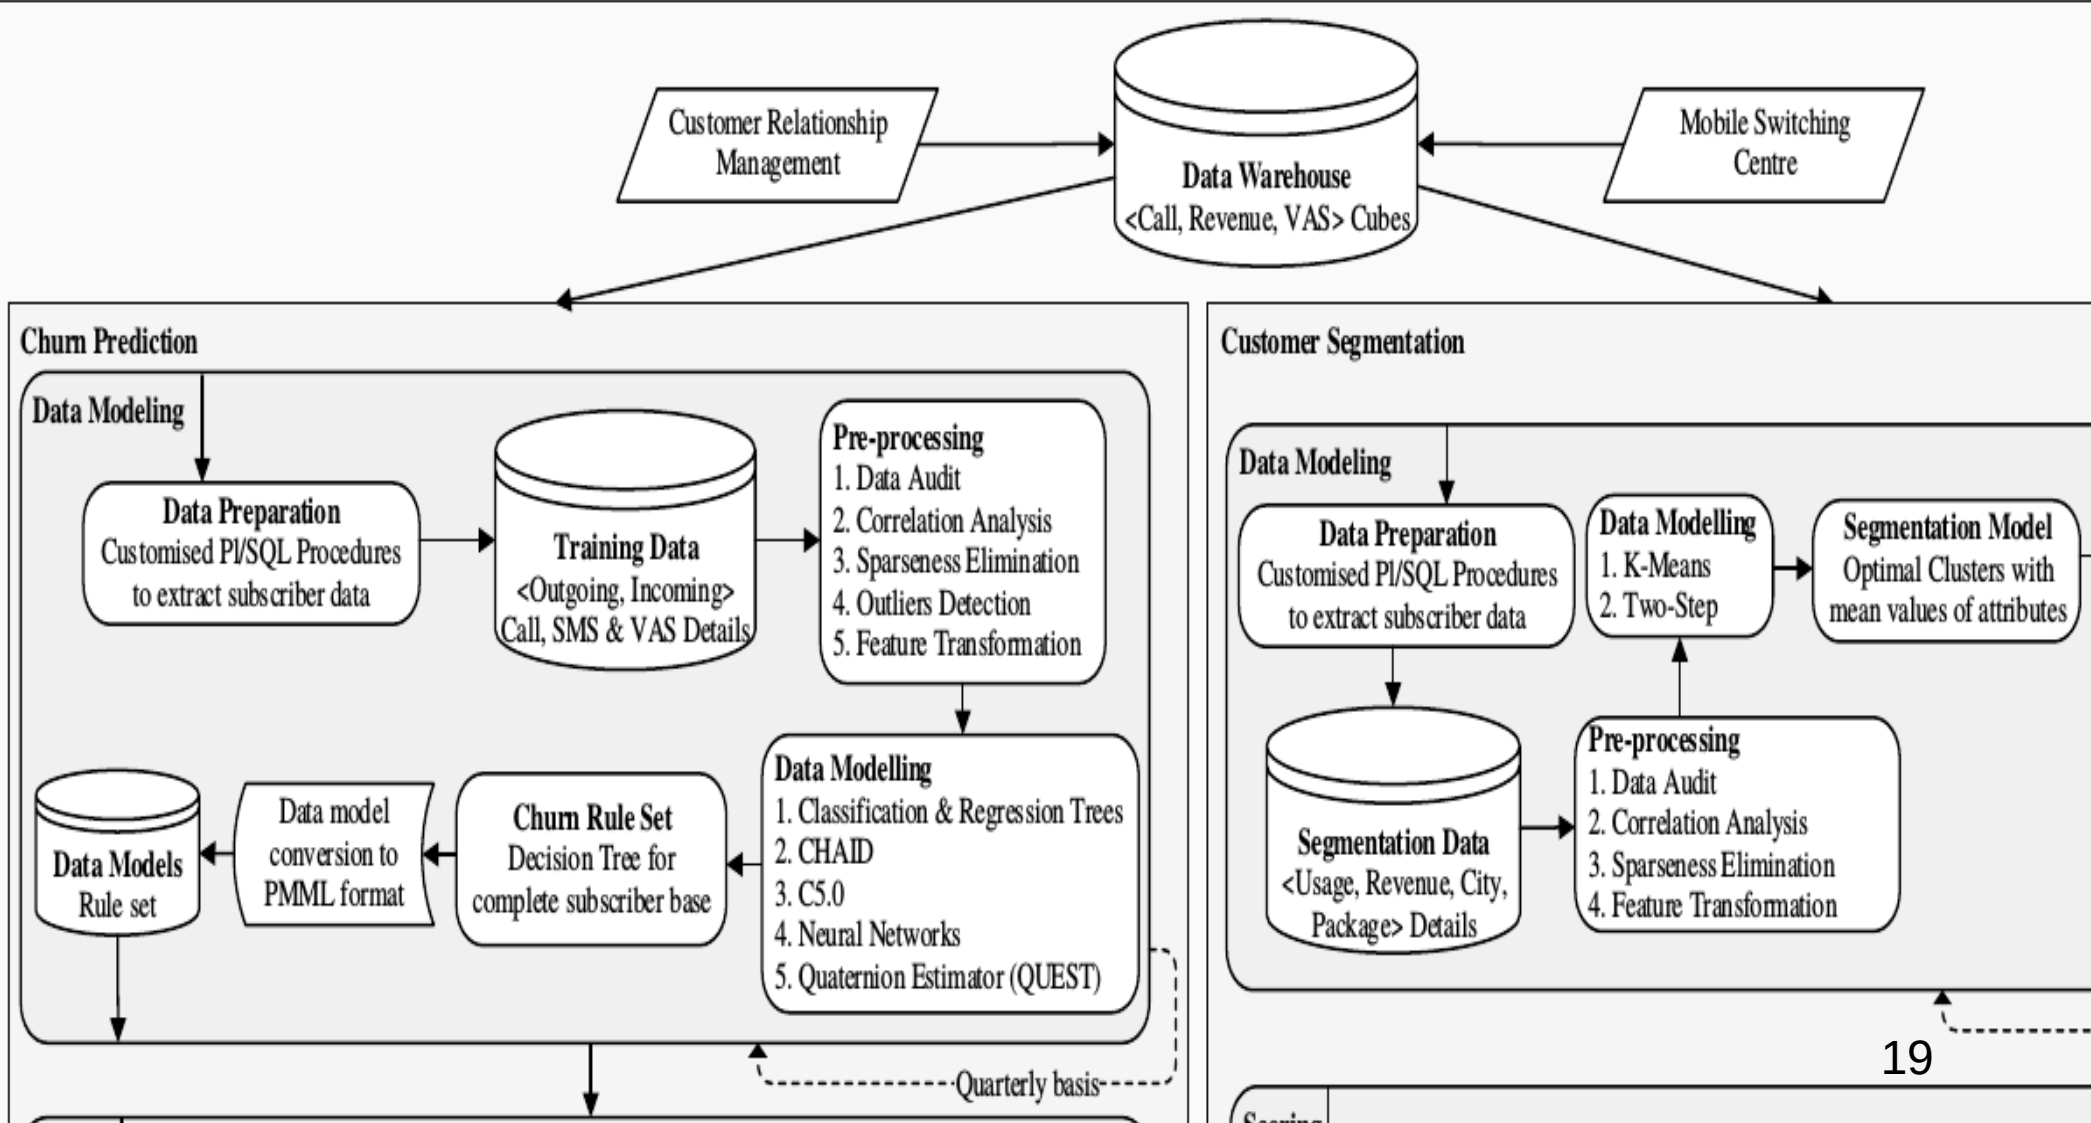 Customer Relationship
Management
Mobile Switching
Centre
Data Warehouse
<Call, Revenue, VAS> Cubes
Churn Prediction
Data Modeling
Data Preparation
Customised Pl/SQL Procedures
to extract subscriber data
Training Data
<Outgoing, Incoming>
Call, SMS & VAS Details
Pre-processing
1. Data Audit
2. Correlation Analysis
3. Sparseness Elimination
4. Outliers Detection
5. Feature Transformation
Data Modelling
1. Classification & Regression Trees
2. CHAID
3. C5.0
4. Neural Networks
5. Quaternion Estimator (QUEST)
Churn Rule Set
Decision Tree for
complete subscriber base
Data model
conversion to
PMML format
Data Models
Rule set
Quarterly basis
Customer Segmentation
Data Modeling
Data Preparation
Customised Pl/SQL Procedures
to extract subscriber data
Segmentation Data
<Usage, Revenue, City,
Package> Details
Pre-processing
1. Data Audit
2. Correlation Analysis
3. Sparseness Elimination
4. Feature Transformation
Data Modelling
1. K-Means
2. Two-Step
Segmentation Model
Optimal Clusters with
mean values of attributes
19
Scoring